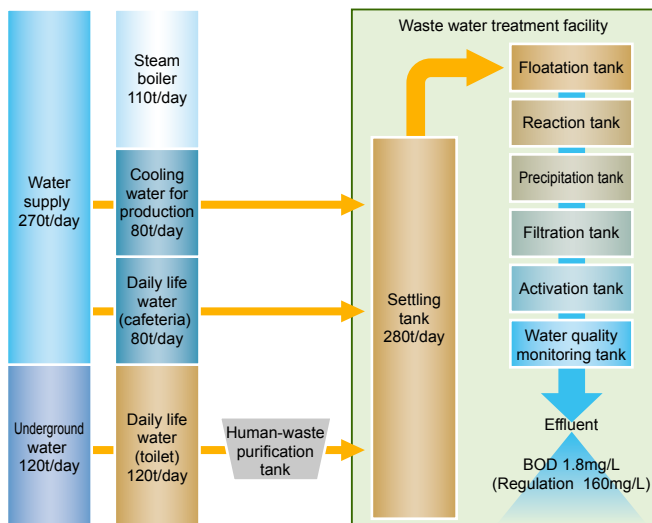 Waste water treatment facility
Steam
boiler
110t/day
Water
supply
270t/day
Cooling
water for
production
80t/day
Daily life
water
(cafeteria)
80t/day
Underground
water
120t/day
Daily life
water
(toilet)
120t/day
Human-waste
purification
tank
Settling
tank
280t/day
Floatation tank
Reaction tank
Precipitation tank
Filtration tank
Activation tank
Water quality
monitoring tank
Effluent
BOD 1.8mg/L
(Regulation 160mg/L)